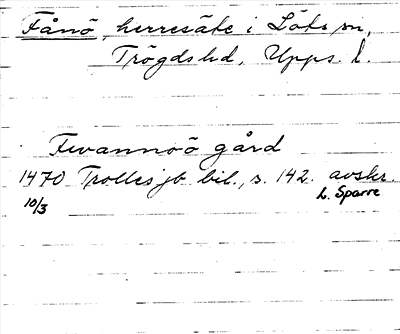 Fånö, herresäte i Löts sn,
Trögds hd, Upps. l.
Fwannoö gård
1470 Trolles jb bil., s. 142. avskr.
10/3 L. Sparre